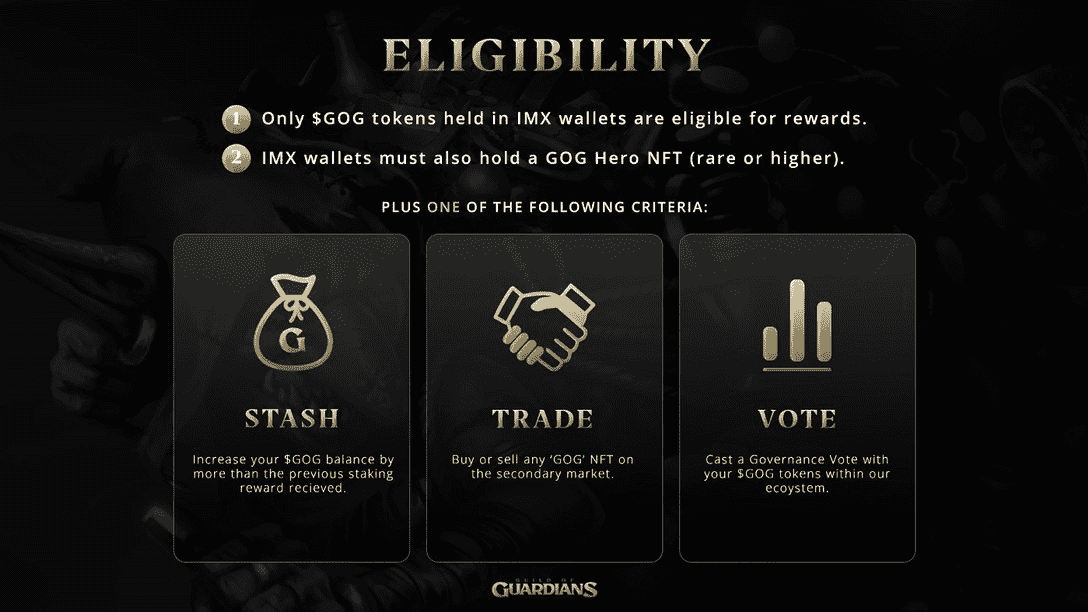 ELIGIBILITY
1 Only $GOG tokens held in IMX wallets are eligible for rewards.
2 IMX wallets must also hold a GOG Hero NFT (rare or higher).
PLUS ONE OF THE FOLLOWING CRITERIA:
G
STASH
Increase your $GOG balance by
more than the previous staking
reward recieved.
TRADE
Buy or sell any ‘GOG’ NFT on
the secondary market.
VOTE
Cast a Governance Vote with
your $GOG tokens within our
ecoystem.
GUILD OF
GUARDIANS